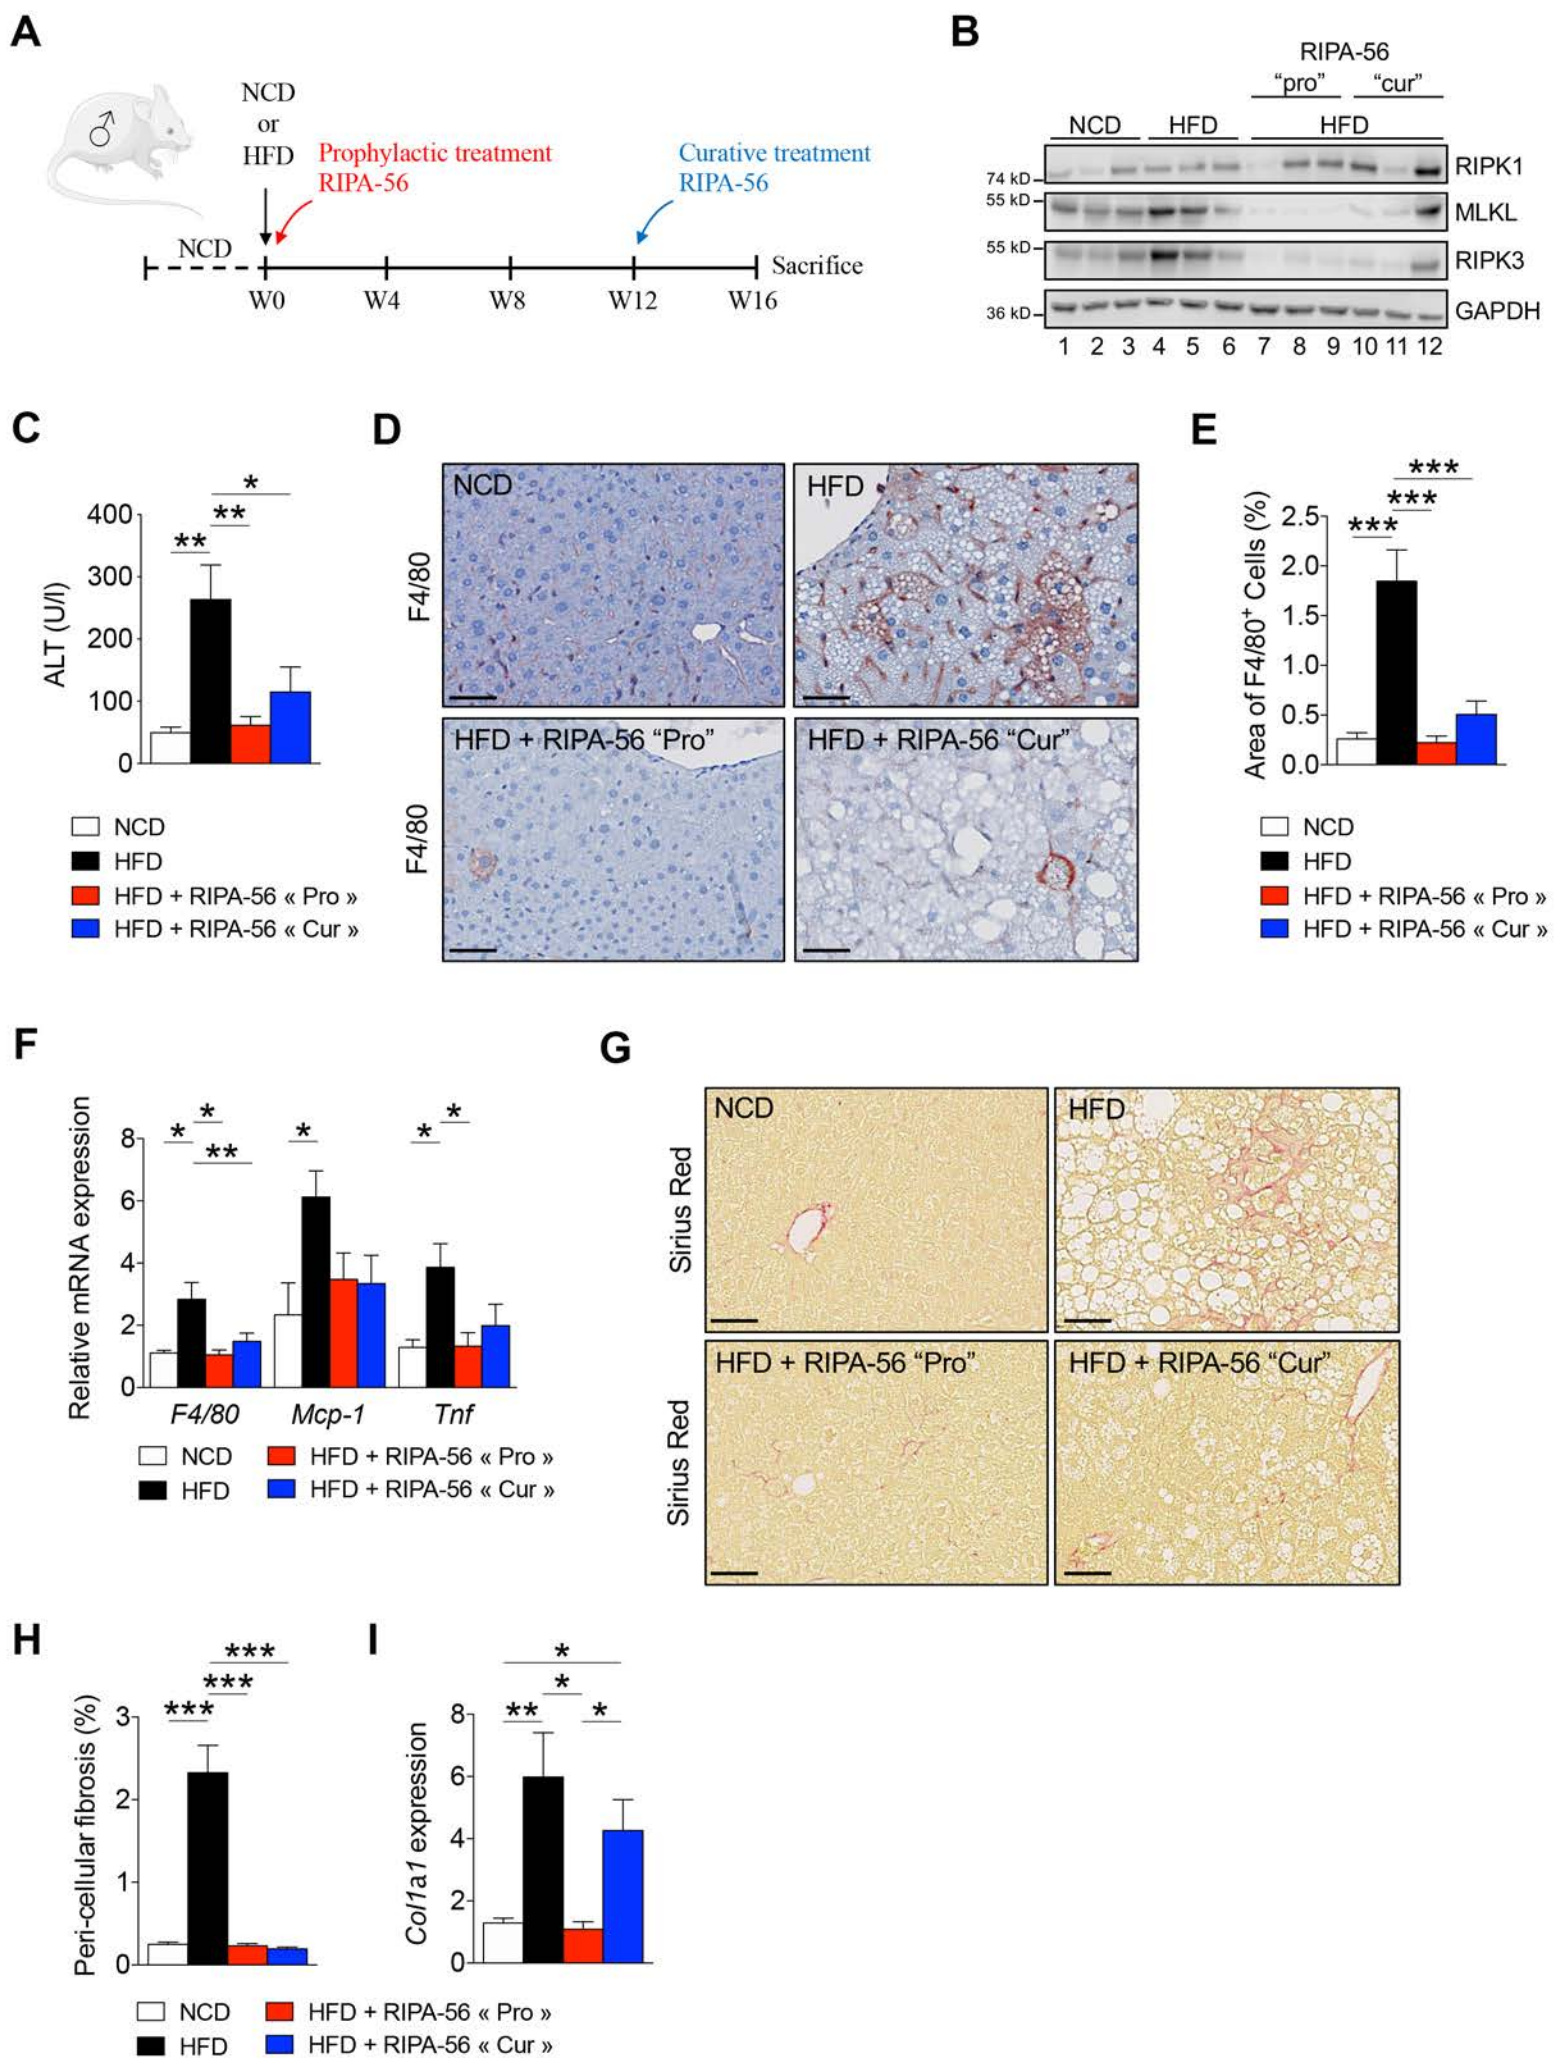 A
NCD
or
HFD
Prophylactic treatment
RIPA-56
Curative treatment
RIPA-56
NCD
Sacrifice
W0 W4 W8 W12 W16
B
RIPA-56
“pro” “cur”
NCD HFD HFD
74 kD RIPK1
55 kD MLKL
55 kD RIPK3
36 kD GAPDH
1 2 3 4 5 6 7 8 9 10 11 12
C
ALT (U/l)
400
300
200
100
0
*
**
**
NCD
HFD
HFD + RIPA-56 « Pro »
HFD + RIPA-56 « Cur »
D
F4/80
NCD
HFD
F4/80
HFD + RIPA-56 “Pro”
HFD + RIPA-56 “Cur”
E
Area of F4/80+ Cells (%)
2.5
2.0
1.5
1.0
0.5
0.0
***
***
***
NCD
HFD
HFD + RIPA-56 « Pro »
HFD + RIPA-56 « Cur »
F
Relative mRNA expression
8
6
4
2
0
* * **
*
* *
F4/80 Mcp-1 Tnf
NCD HFD + RIPA-56 « Pro »
HFD HFD + RIPA-56 « Cur »
G
Sirius Red
NCD
HFD
Sirius Red
HFD + RIPA-56 “Pro”
HFD + RIPA-56 “Cur”
H
Peri-cellular fibrosis (%)
3
2
1
0
***
***
***
I
Col1a1 expression
8
6
4
2
0
*
*
** *
NCD HFD + RIPA-56 « Pro »
HFD HFD + RIPA-56 « Cur »